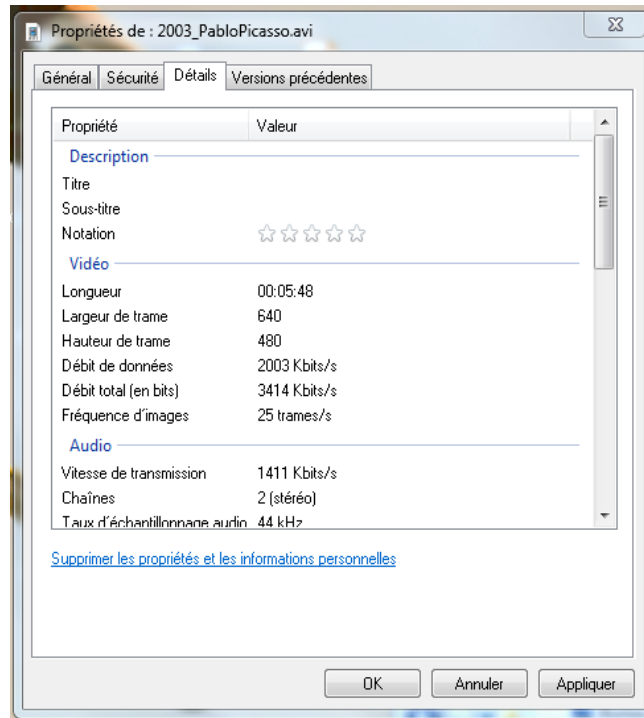 Propriétés de : 2003_PabloPicasso.avi
Général Sécurité Détails Versions précédentes
Propriété Valeur
Description
Titre
Sous-titre
Notation
Vidéo
Longueur 00:05:48
Largeur de trame 640
Hauteur de trame 480
Débit de données 2003 Kbits/s
Débit total (en bits) 3414 Kbits/s
Fréquence d'images 25 trames/s
Audio
Vitesse de transmission 1411 Kbits/s
Chaînes 2 (stéréo)
Taux d'échantillonnage audio 44 kHz
Supprimer les propriétés et les informations personnelles
OK Annuler Appliquer